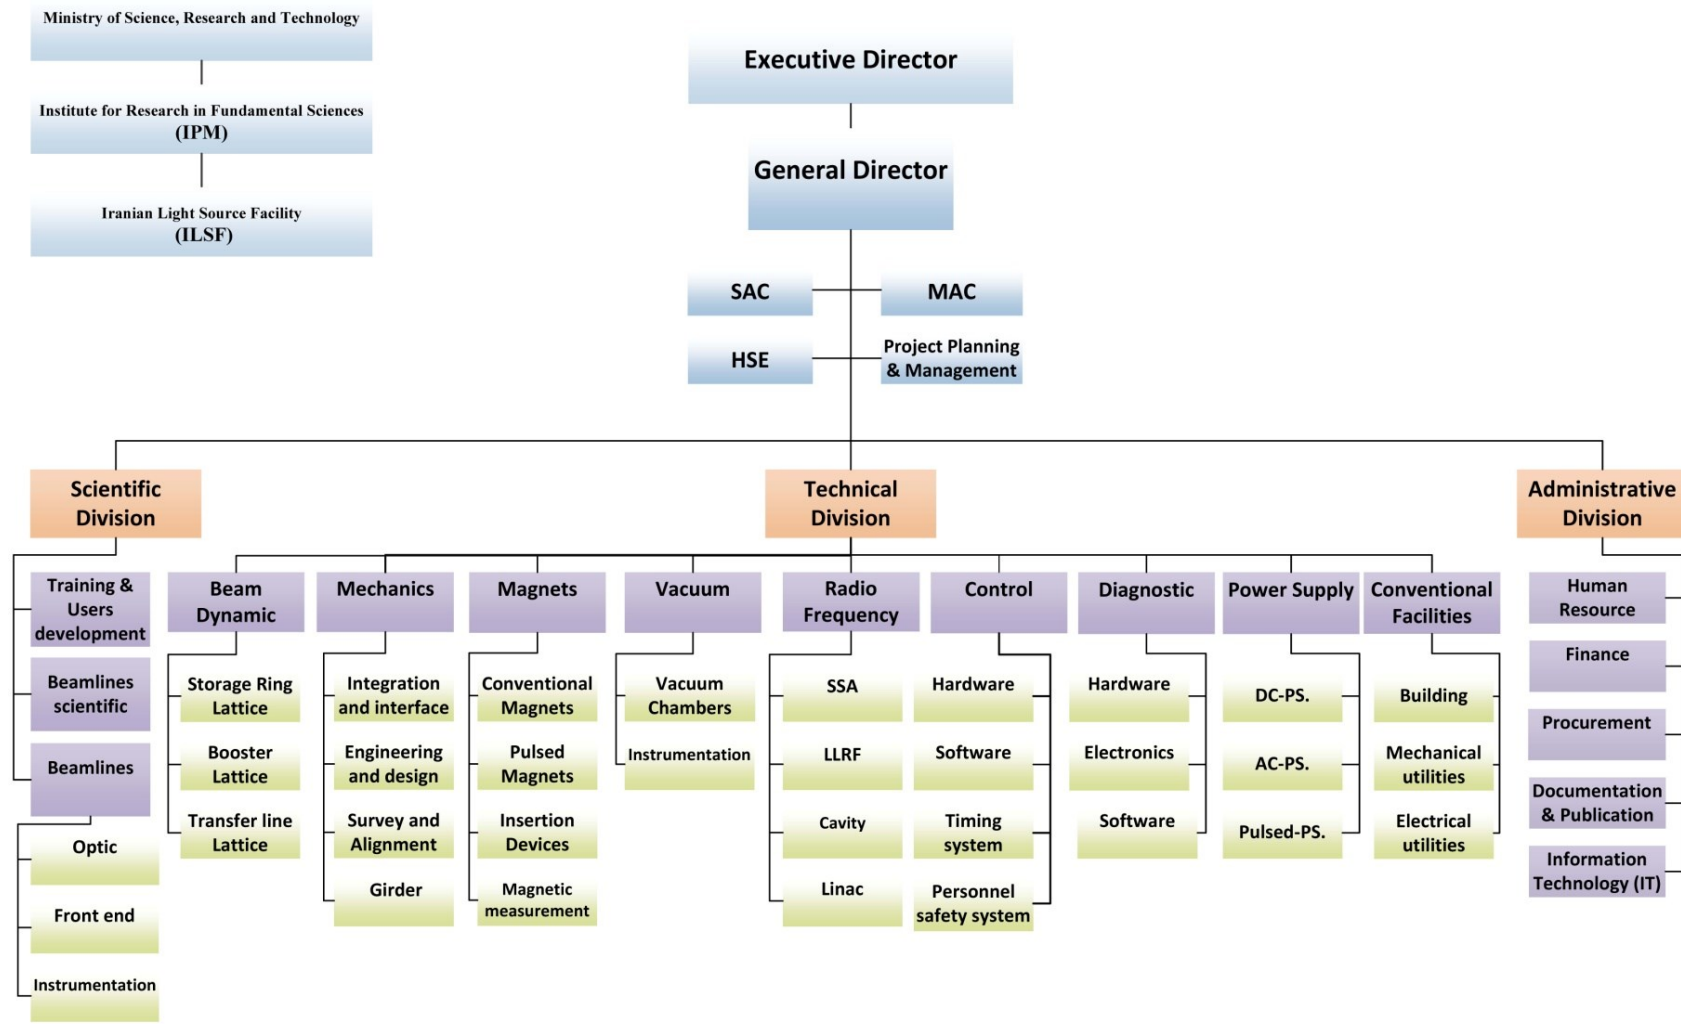 Ministry of Science, Research and Technology
Institute for Research in Fundamental Sciences
(IPM)
Iranian Light Source Facility
(ILSF)
Executive Director
General Director
SAC
MAC
HSE
Project Planning
& Management
Scientific
Division
Technical
Division
Administrative
Division
Training &
Users
development
Beamlines
scientific
Beamlines
Optic
Front end
Instrumentation
Beam
Dynamic
Storage Ring
Lattice
Booster
Lattice
Transfer line
Lattice
Mechanics
Integration
and interface
Engineering
and design
Survey and
Alignment
Girder
Magnets
Conventional
Magnets
Pulsed
Magnets
Insertion
Devices
Magnetic
measurement
Vacuum
Vacuum
Chambers
Instrumentation
Radio
Frequency
SSA
LLRF
Cavity
Linac
Control
Hardware
Software
Timing
system
Personnel
safety system
Diagnostic
Hardware
Electronics
Software
Power Supply
DC-PS.
AC-PS.
Pulsed-PS.
Conventional
Facilities
Building
Mechanical
utilities
Electrical
utilities
Human
Resource
Finance
Procurement
Documentation
& Publication
Information
Technology (IT)